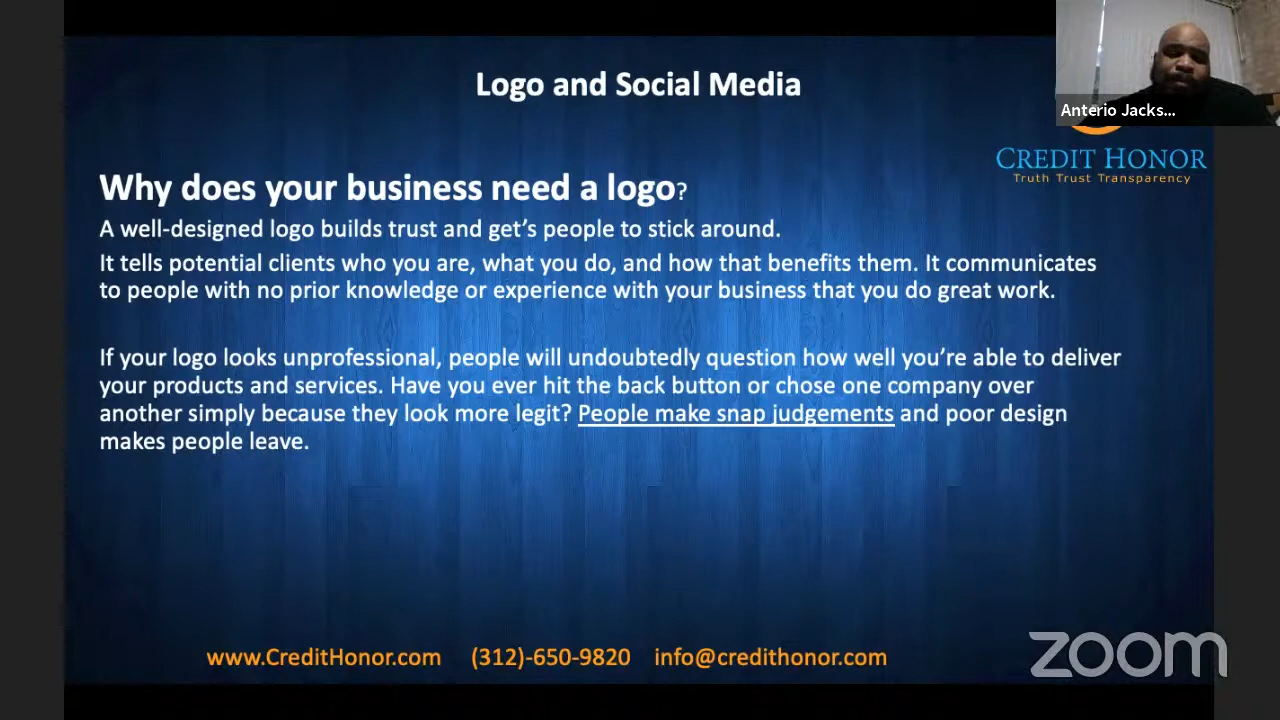 Logo and Social Media
Anterio Jacks...
CREDIT HONOR
Truth Trust Transparency
Why does your business need a logo?
A well-designed logo builds trust and get's people to stick around.
It tells potential clients who you are, what you do, and how that benefits them. It communicates
to people with no prior knowledge or experience with your business that you do great work.
If your logo looks unprofessional, people will undoubtedly question how well you're able to deliver
your products and services. Have you ever hit the back button or chose one company over
another simply because they look more legit? People make snap judgements and poor design
makes people leave.
www.CreditHonor.com (312)-650-9820 info@credithonor.com
zoom